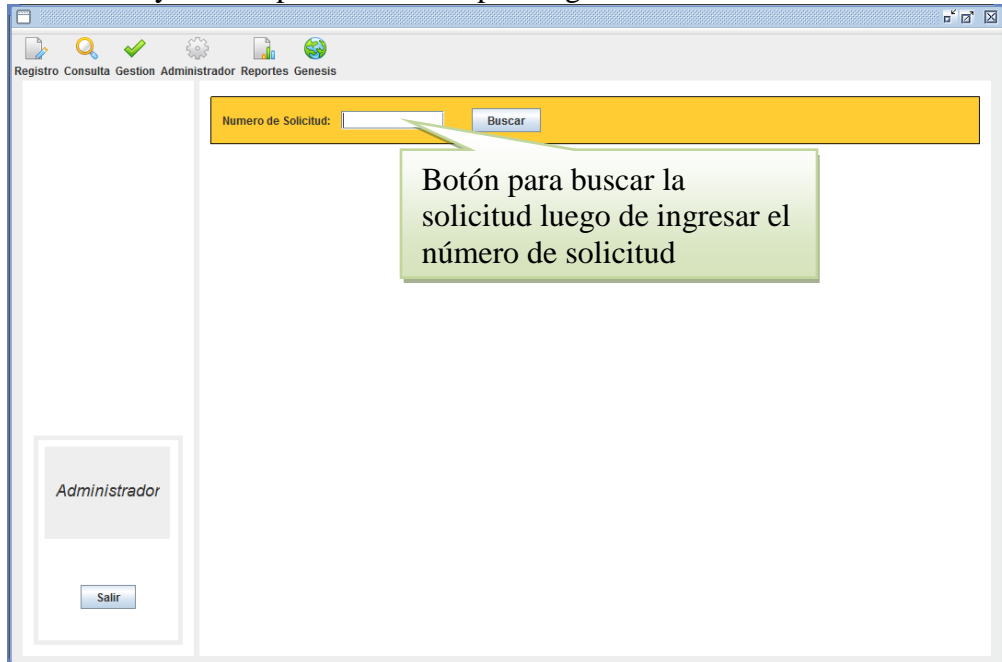 Registro Consulta Gestion Administrador Reportes Genesis
Numero de Solicitud: Buscar
Botón para buscar la
solicitud luego de ingresar el
número de solicitud
Administrador
Salir